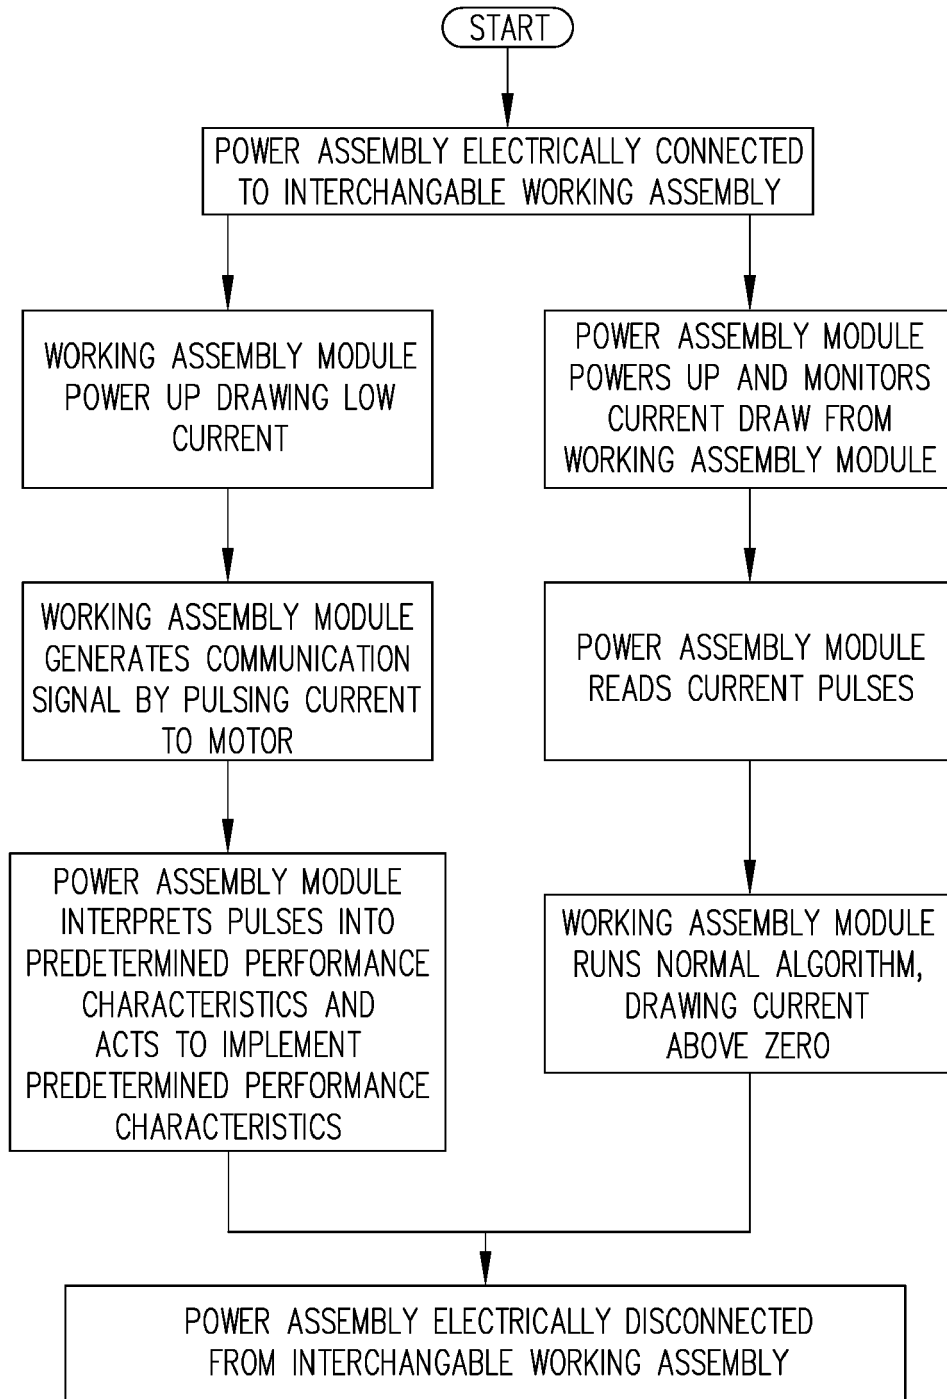 START
POWER ASSEMBLY ELECTRICALLY CONNECTED
TO INTERCHANGABLE WORKING ASSEMBLY
WORKING ASSEMBLY MODULE
POWER UP DRAWING LOW
CURRENT
POWER ASSEMBLY MODULE
POWERS UP AND MONITORS
CURRENT DRAW FROM
WORKING ASSEMBLY MODULE
WORKING ASSEMBLY MODULE
GENERATES COMMUNICATION
SIGNAL BY PULSING CURRENT
TO MOTOR
POWER ASSEMBLY MODULE
READS CURRENT PULSES
POWER ASSEMBLY MODULE
INTERPRETS PULSES INTO
PREDETERMINED PERFORMANCE
CHARACTERISTICS AND
ACTS TO IMPLEMENT
PREDETERMINED PERFORMANCE
CHARACTERISTICS
WORKING ASSEMBLY MODULE
RUNS NORMAL ALGORITHM,
DRAWING CURRENT
ABOVE ZERO
POWER ASSEMBLY ELECTRICALLY DISCONNECTED
FROM INTERCHANGABLE WORKING ASSEMBLY